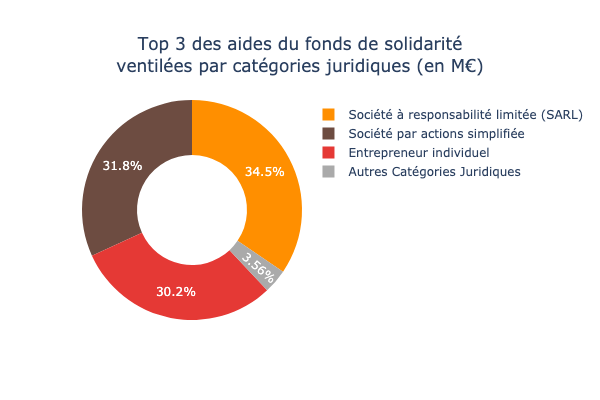 Top 3 des aides du fonds de solidarité
ventilées par catégories juridiques (en M€)
Société à responsabilité limitée (SARL)
Société par actions simplifiée
Entrepreneur individuel
Autres Catégories Juridiques
31.8%
34.5%
3.56%
30.2%